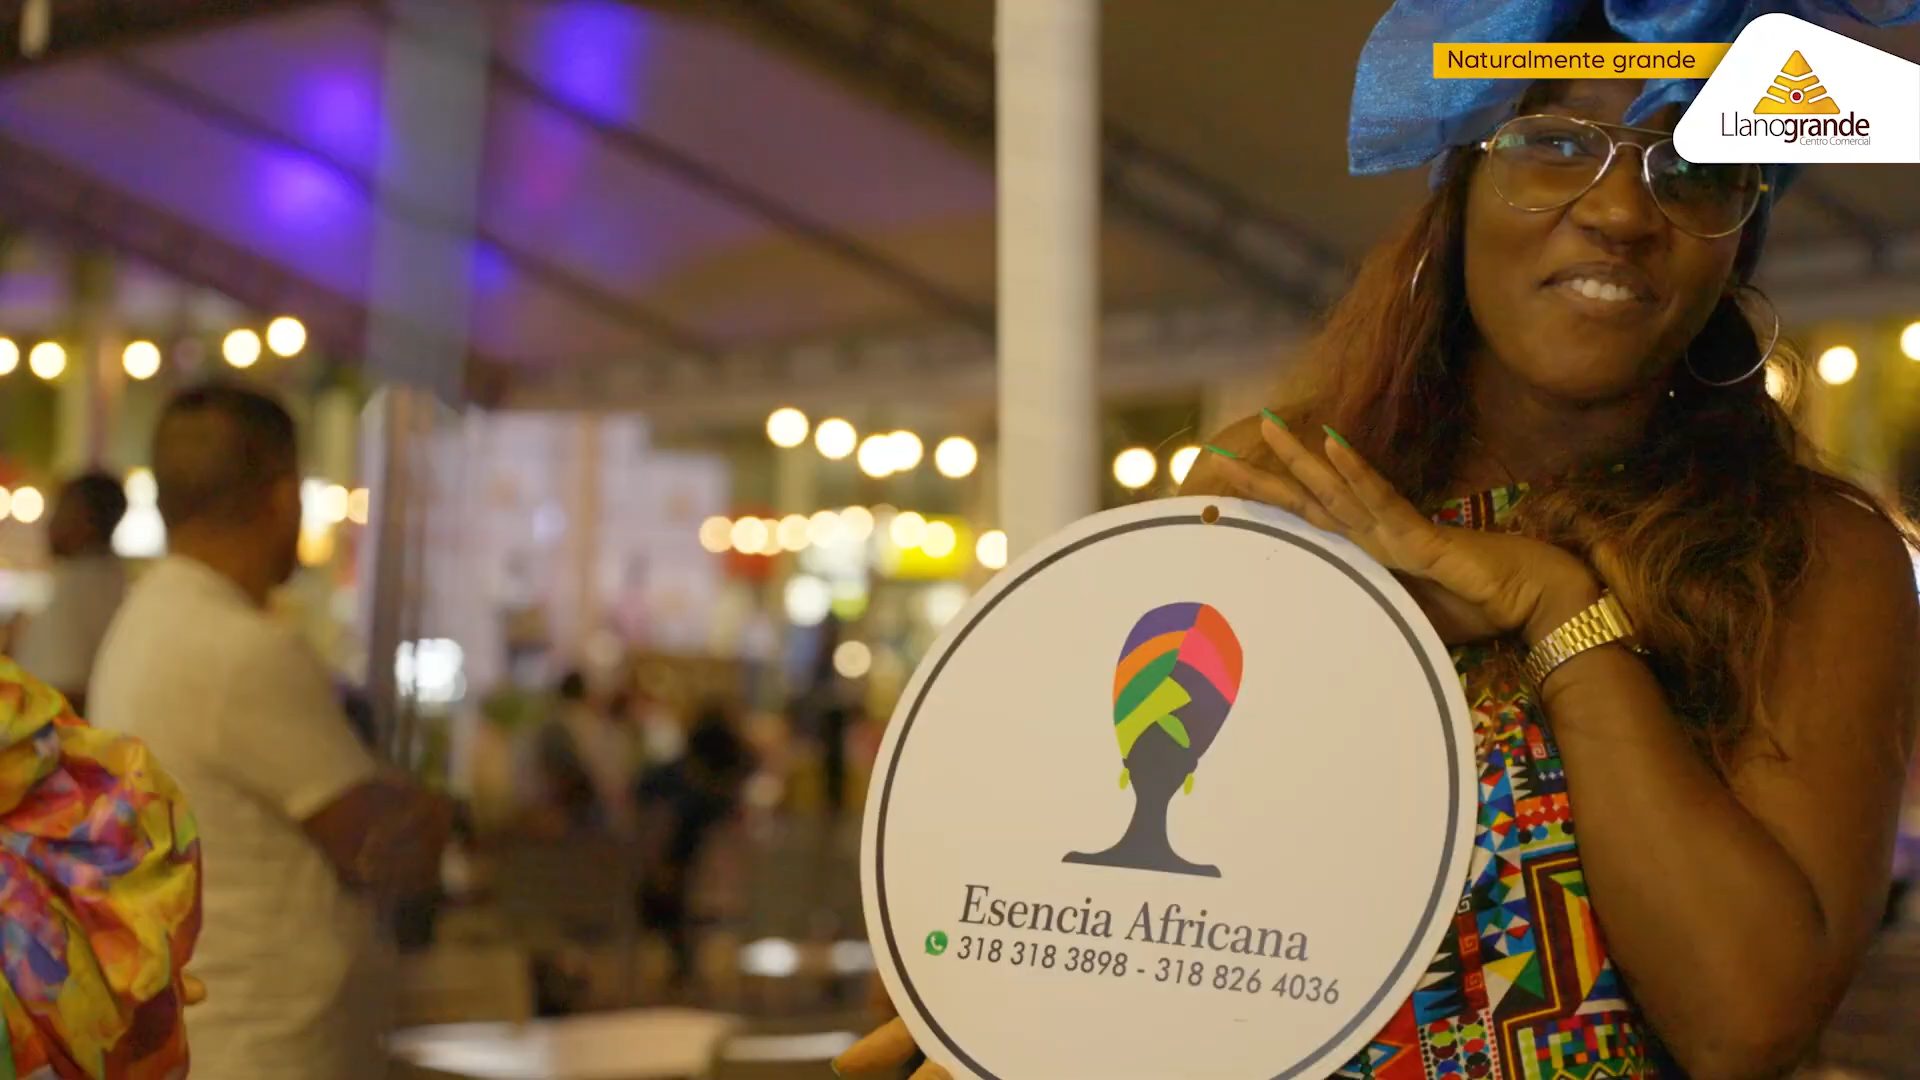 Naturalmente grande
Llanogrande
Centro Comercial
Esencia Africana
318 318 3898 - 318 826 4036